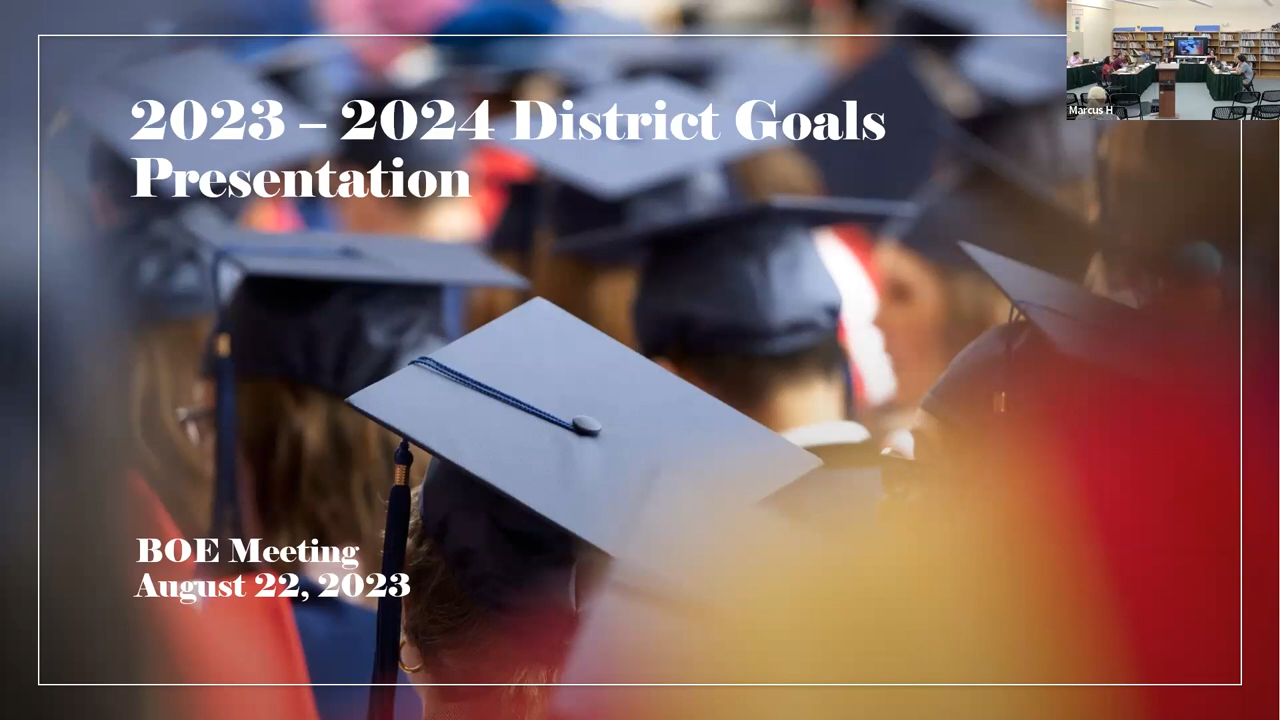 2023 – 2024 District Goals
Presentation
Marcus H
BOE Meeting
August 22, 2023